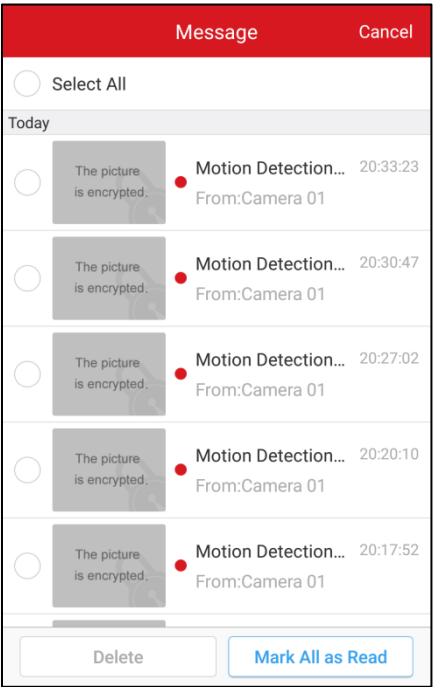 Message
Cancel
Select All
Today
The picture
is encrypted.
Motion Detection...
20:33:23
From:Camera 01
The picture
is encrypted.
Motion Detection...
20:30:47
From:Camera 01
The picture
is encrypted.
Motion Detection...
20:27:02
From:Camera 01
The picture
is encrypted.
Motion Detection...
20:20:10
From:Camera 01
The picture
is encrypted.
Motion Detection...
20:17:52
From:Camera 01
Delete
Mark All as Read